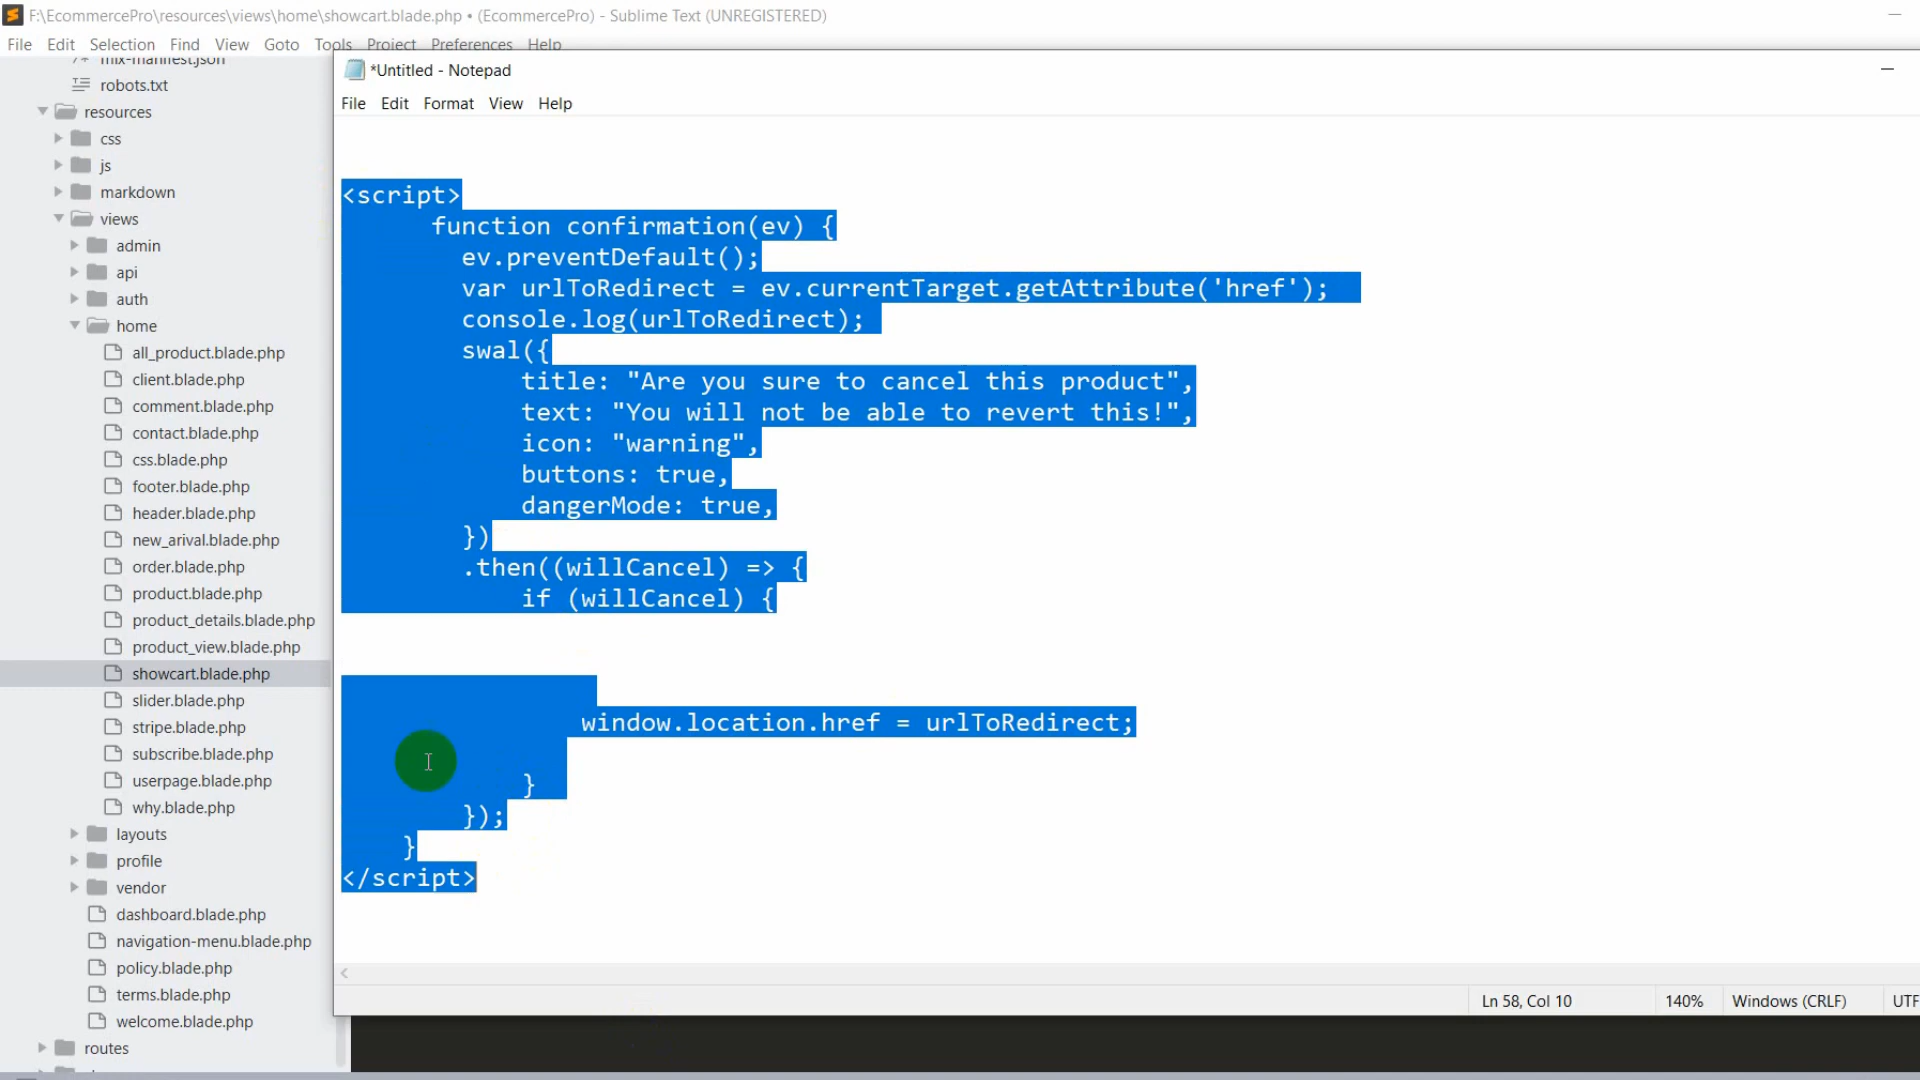 F:\EcommercePro\resources\views\home\showcart.blade.php • (EcommercePro) - Sublime Text (UNREGISTERED)
File Edit Selection Find View Goto Tools Project Preferences Help
mix-manifest.json
robots.txt
resources
css
js
markdown
views
admin
api
auth
home
all_product.blade.php
client.blade.php
comment.blade.php
contact.blade.php
css.blade.php
footer.blade.php
header.blade.php
new_arival.blade.php
order.blade.php
product.blade.php
product_details.blade.php
product_view.blade.php
showcart.blade.php
slider.blade.php
stripe.blade.php
subscribe.blade.php
userpage.blade.php
why.blade.php
layouts
profile
vendor
dashboard.blade.php
navigation-menu.blade.php
policy.blade.php
terms.blade.php
welcome.blade.php
routes
*Untitled - Notepad
File Edit Format View Help
<script>
function confirmation(ev) {
ev.preventDefault();
var urlToRedirect = ev.currentTarget.getAttribute('href');
console.log(urlToRedirect);
swal({
title: "Are you sure to cancel this product",
text: "You will not be able to revert this!",
icon: "warning",
buttons: true,
dangerMode: true,
})
.then((willCancel) => {
if (willCancel) {
window.location.href = urlToRedirect;
}
});
}
</script>
Ln 58, Col 10 140% Windows (CRLF) UTF